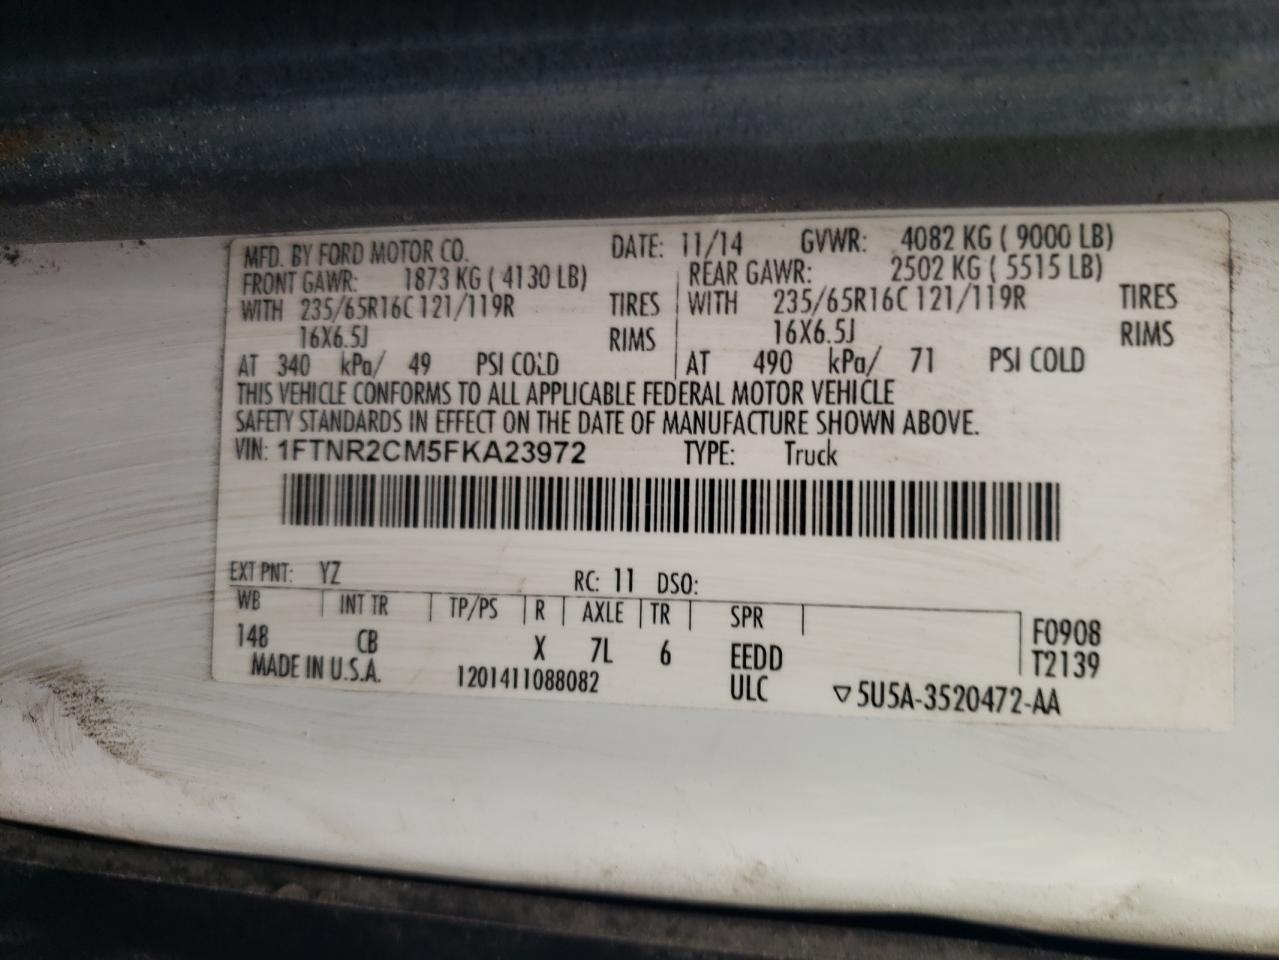 MFD. BY FORD MOTOR CO. DATE: 11/14 GVWR: 4082 KG ( 9000 LB)
FRONT GAWR: 1873 KG ( 4130 LB) REAR GAWR: 2502 KG ( 5515 LB)
WITH 235/65R16C 121/119R TIRES WITH 235/65R16C 121/119R TIRES
16X6.5J RIMS 16X6.5J RIMS
AT 340 kPa/ 49 PSI COLD AT 490 kPa/ 71 PSI COLD
THIS VEHICLE CONFORMS TO ALL APPLICABLE FEDERAL MOTOR VEHICLE
SAFETY STANDARDS IN EFFECT ON THE DATE OF MANUFACTURE SHOWN ABOVE.
VIN: 1FTNR2CM5FKA23972 TYPE: Truck
EXT PNT: YZ RC: 11 DSO:
WB INT TR TP/PS R AXLE TR SPR
148 CB X 7L 6 EEDD F0908
MADE IN U.S.A. 1201411088082 ULC T2139
▽5U5A-3520472-AA